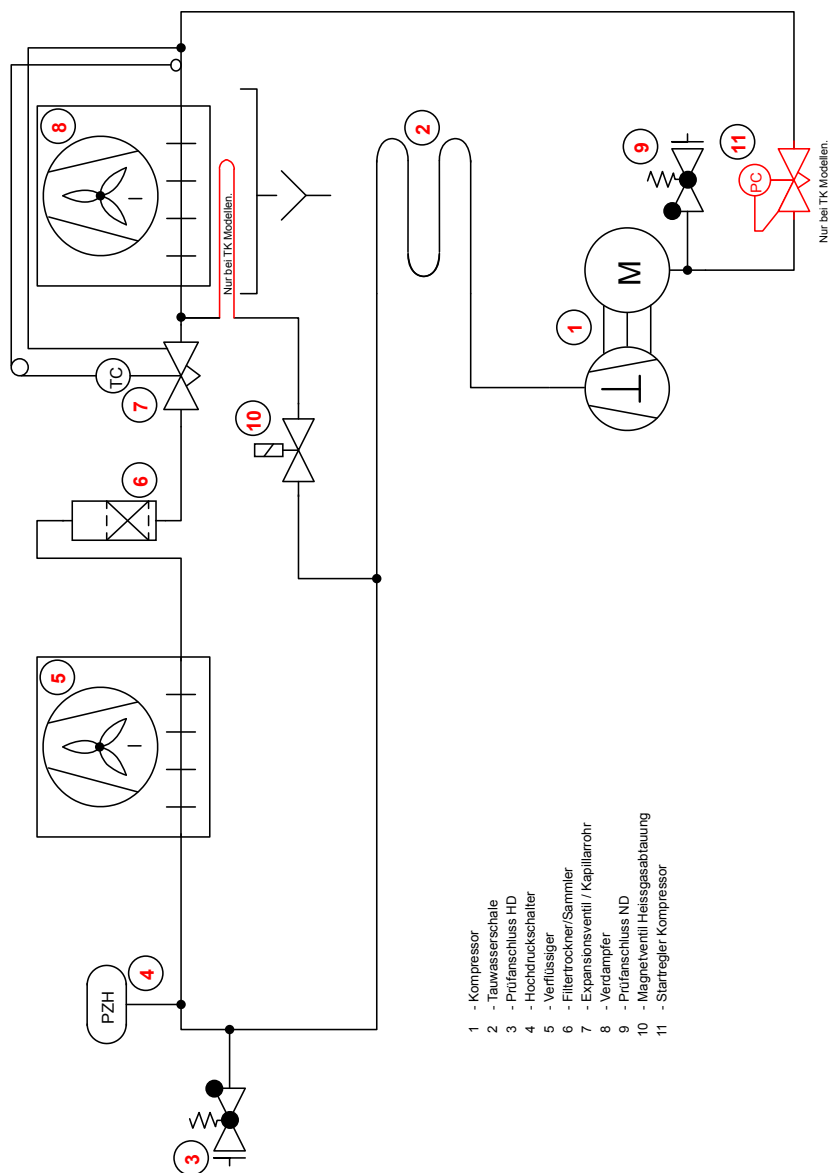 8
Nur bei TK Modellen.
TC
7
10
6
5
PZH
4
3
2
9
11
PC
Nur bei TK Modellen.
1
M
1 - Kompressor
2 - Tauwasserschale
3 - Prüfanschluss HD
4 - Hochdruckschalter
5 - Verflüssiger
6 - Filtertrockner/Sammler
7 - Expansionsventil / Kapillarrohr
8 - Verdampfer
9 - Prüfanschluss ND
10 - Magnetventil Heissgasabtauung
11 - Startregler Kompressor